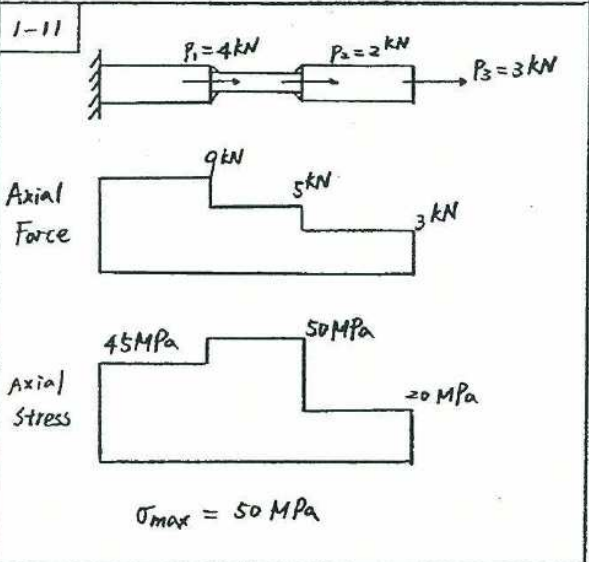 1-11
P₁=4kN
P₂=2kN
P₃=3kN
9kN
5kN
3kN
Axial
Force
45MPa
50MPa
20MPa
Axial
Stress
σmax = 50 MPa